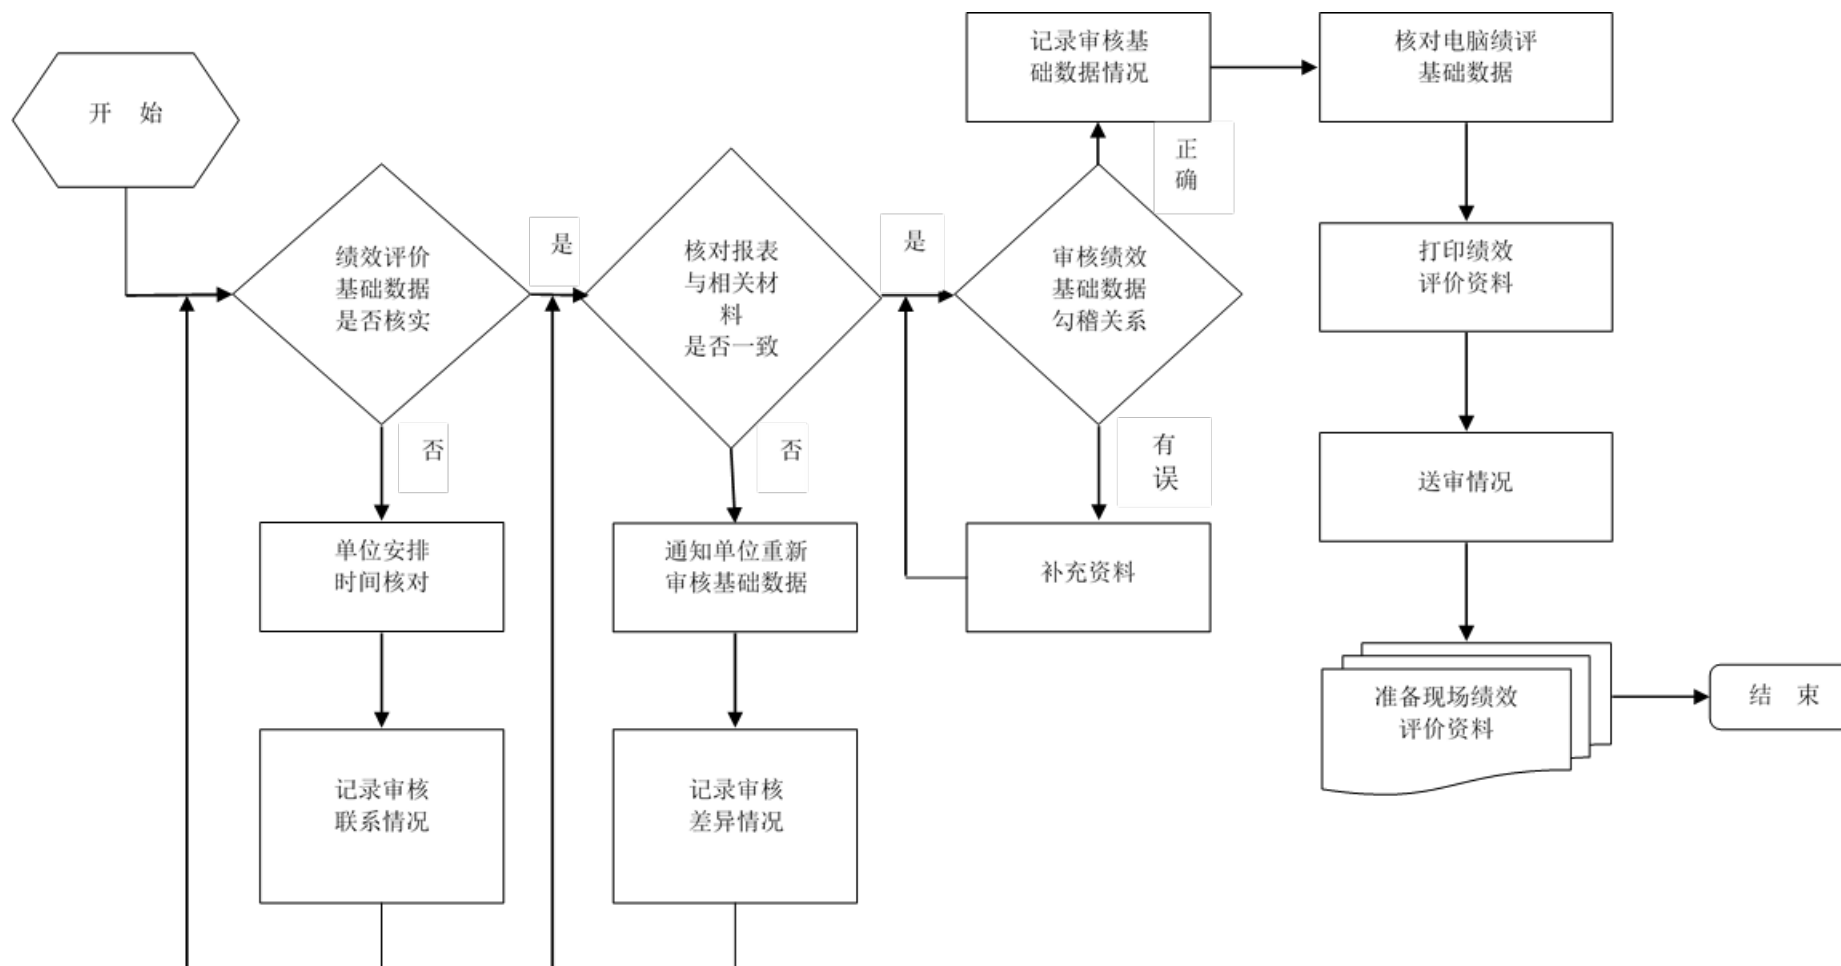 开 始
绩效评价
基础数据
是否核实
是
否
单位安排
时间核对
记录审核
联系情况
核对报表
与相关材
料
是否一致
是
否
通知单位重新
审核基础数据
记录审核
差异情况
审核绩效
基础数据
勾稽关系
正
确
有
误
补充资料
记录审核基
础数据情况
核对电脑绩评
基础数据
打印绩效
评价资料
送审情况
准备现场绩效
评价资料
结 束